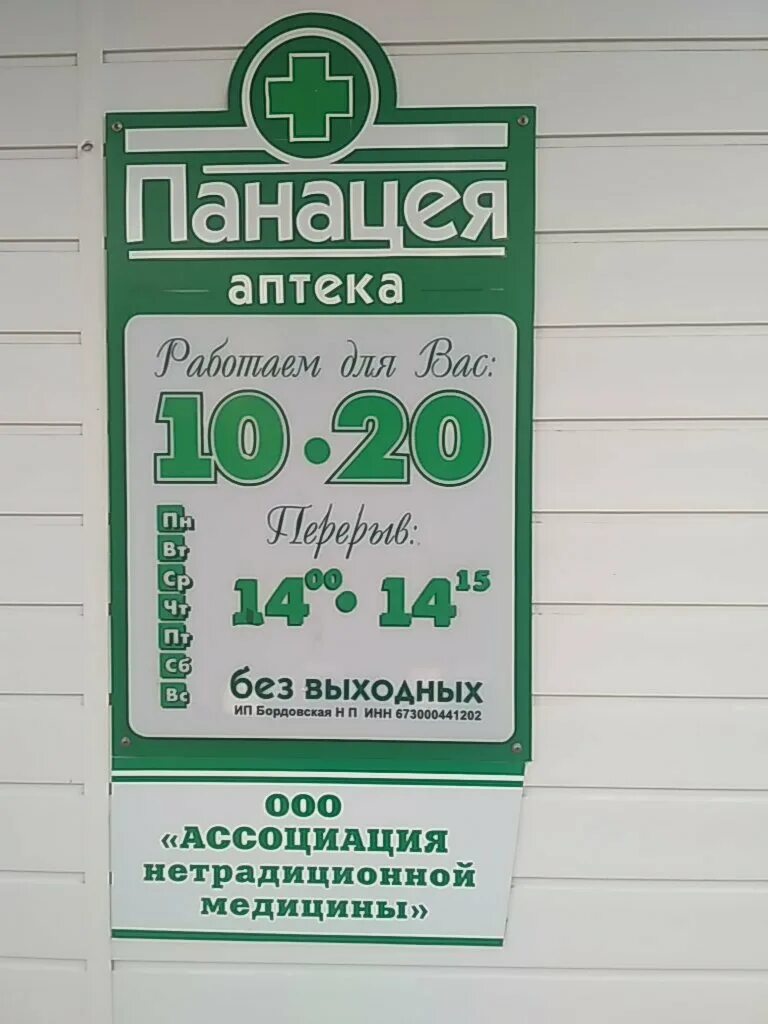 Панацея
аптека
Работаем для Вас:
10•20
Пн
Вт
Ср
Чт
Пт
Сб
Вс
Перерыв:
14⁰⁰• 14¹⁵
без выходных
ИП Бордовская Н П ИНН 673000441202
ООО
«АССОЦИАЦИЯ
нетрадиционной
медицины»